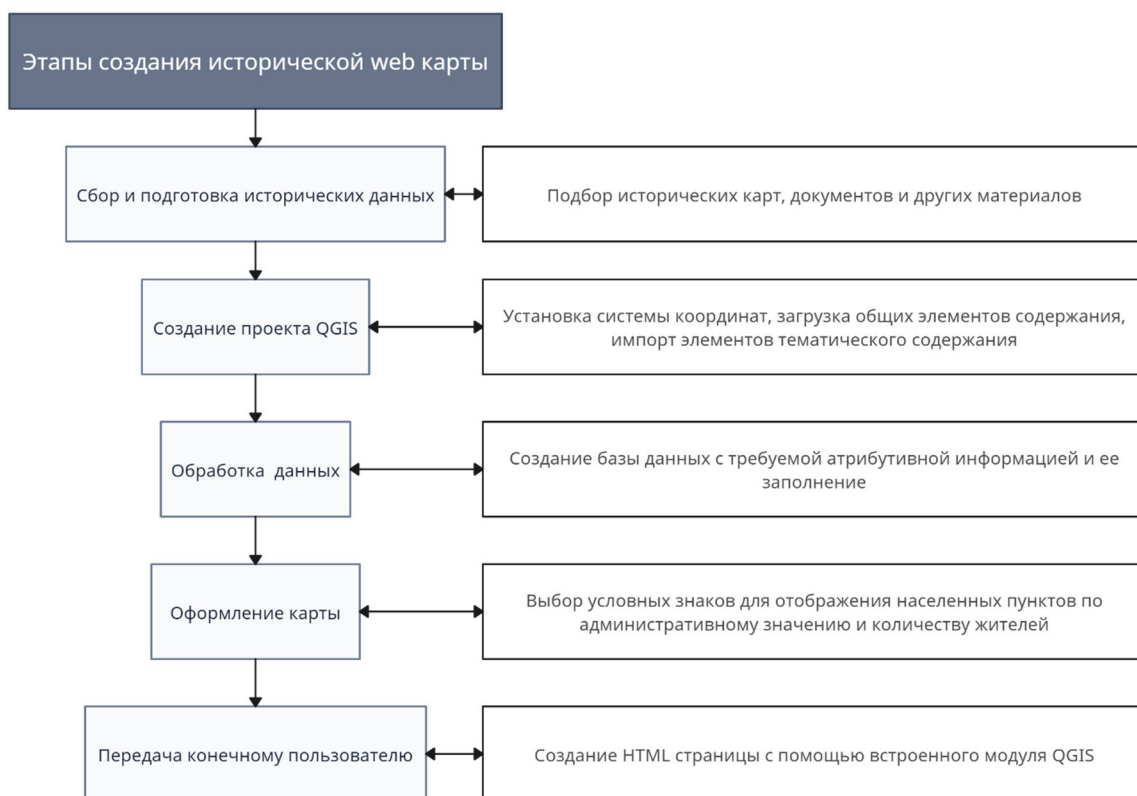 Этапы создания исторической web карты
Сбор и подготовка исторических данных
Подбор исторических карт, документов и других материалов
Создание проекта QGIS
Установка системы координат, загрузка общих элементов содержания,
импорт элементов тематического содержания
Обработка  данных
Создание базы данных с требуемой атрибутивной информацией и ее
заполнение
Оформление карты
Выбор условных знаков для отображения населенных пунктов по
административному значению и количеству жителей
Передача конечному пользователю
Создание HTML страницы с помощью встроенного модуля QGIS